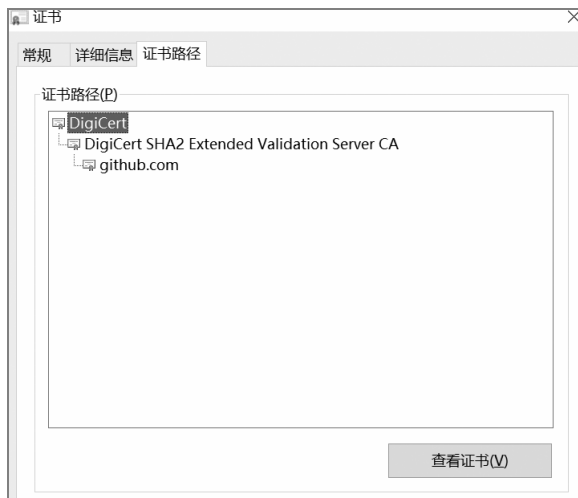 证书
常规 详细信息 证书路径
证书路径(P)
DigiCert
DigiCert SHA2 Extended Validation Server CA
github.com
查看证书(V)